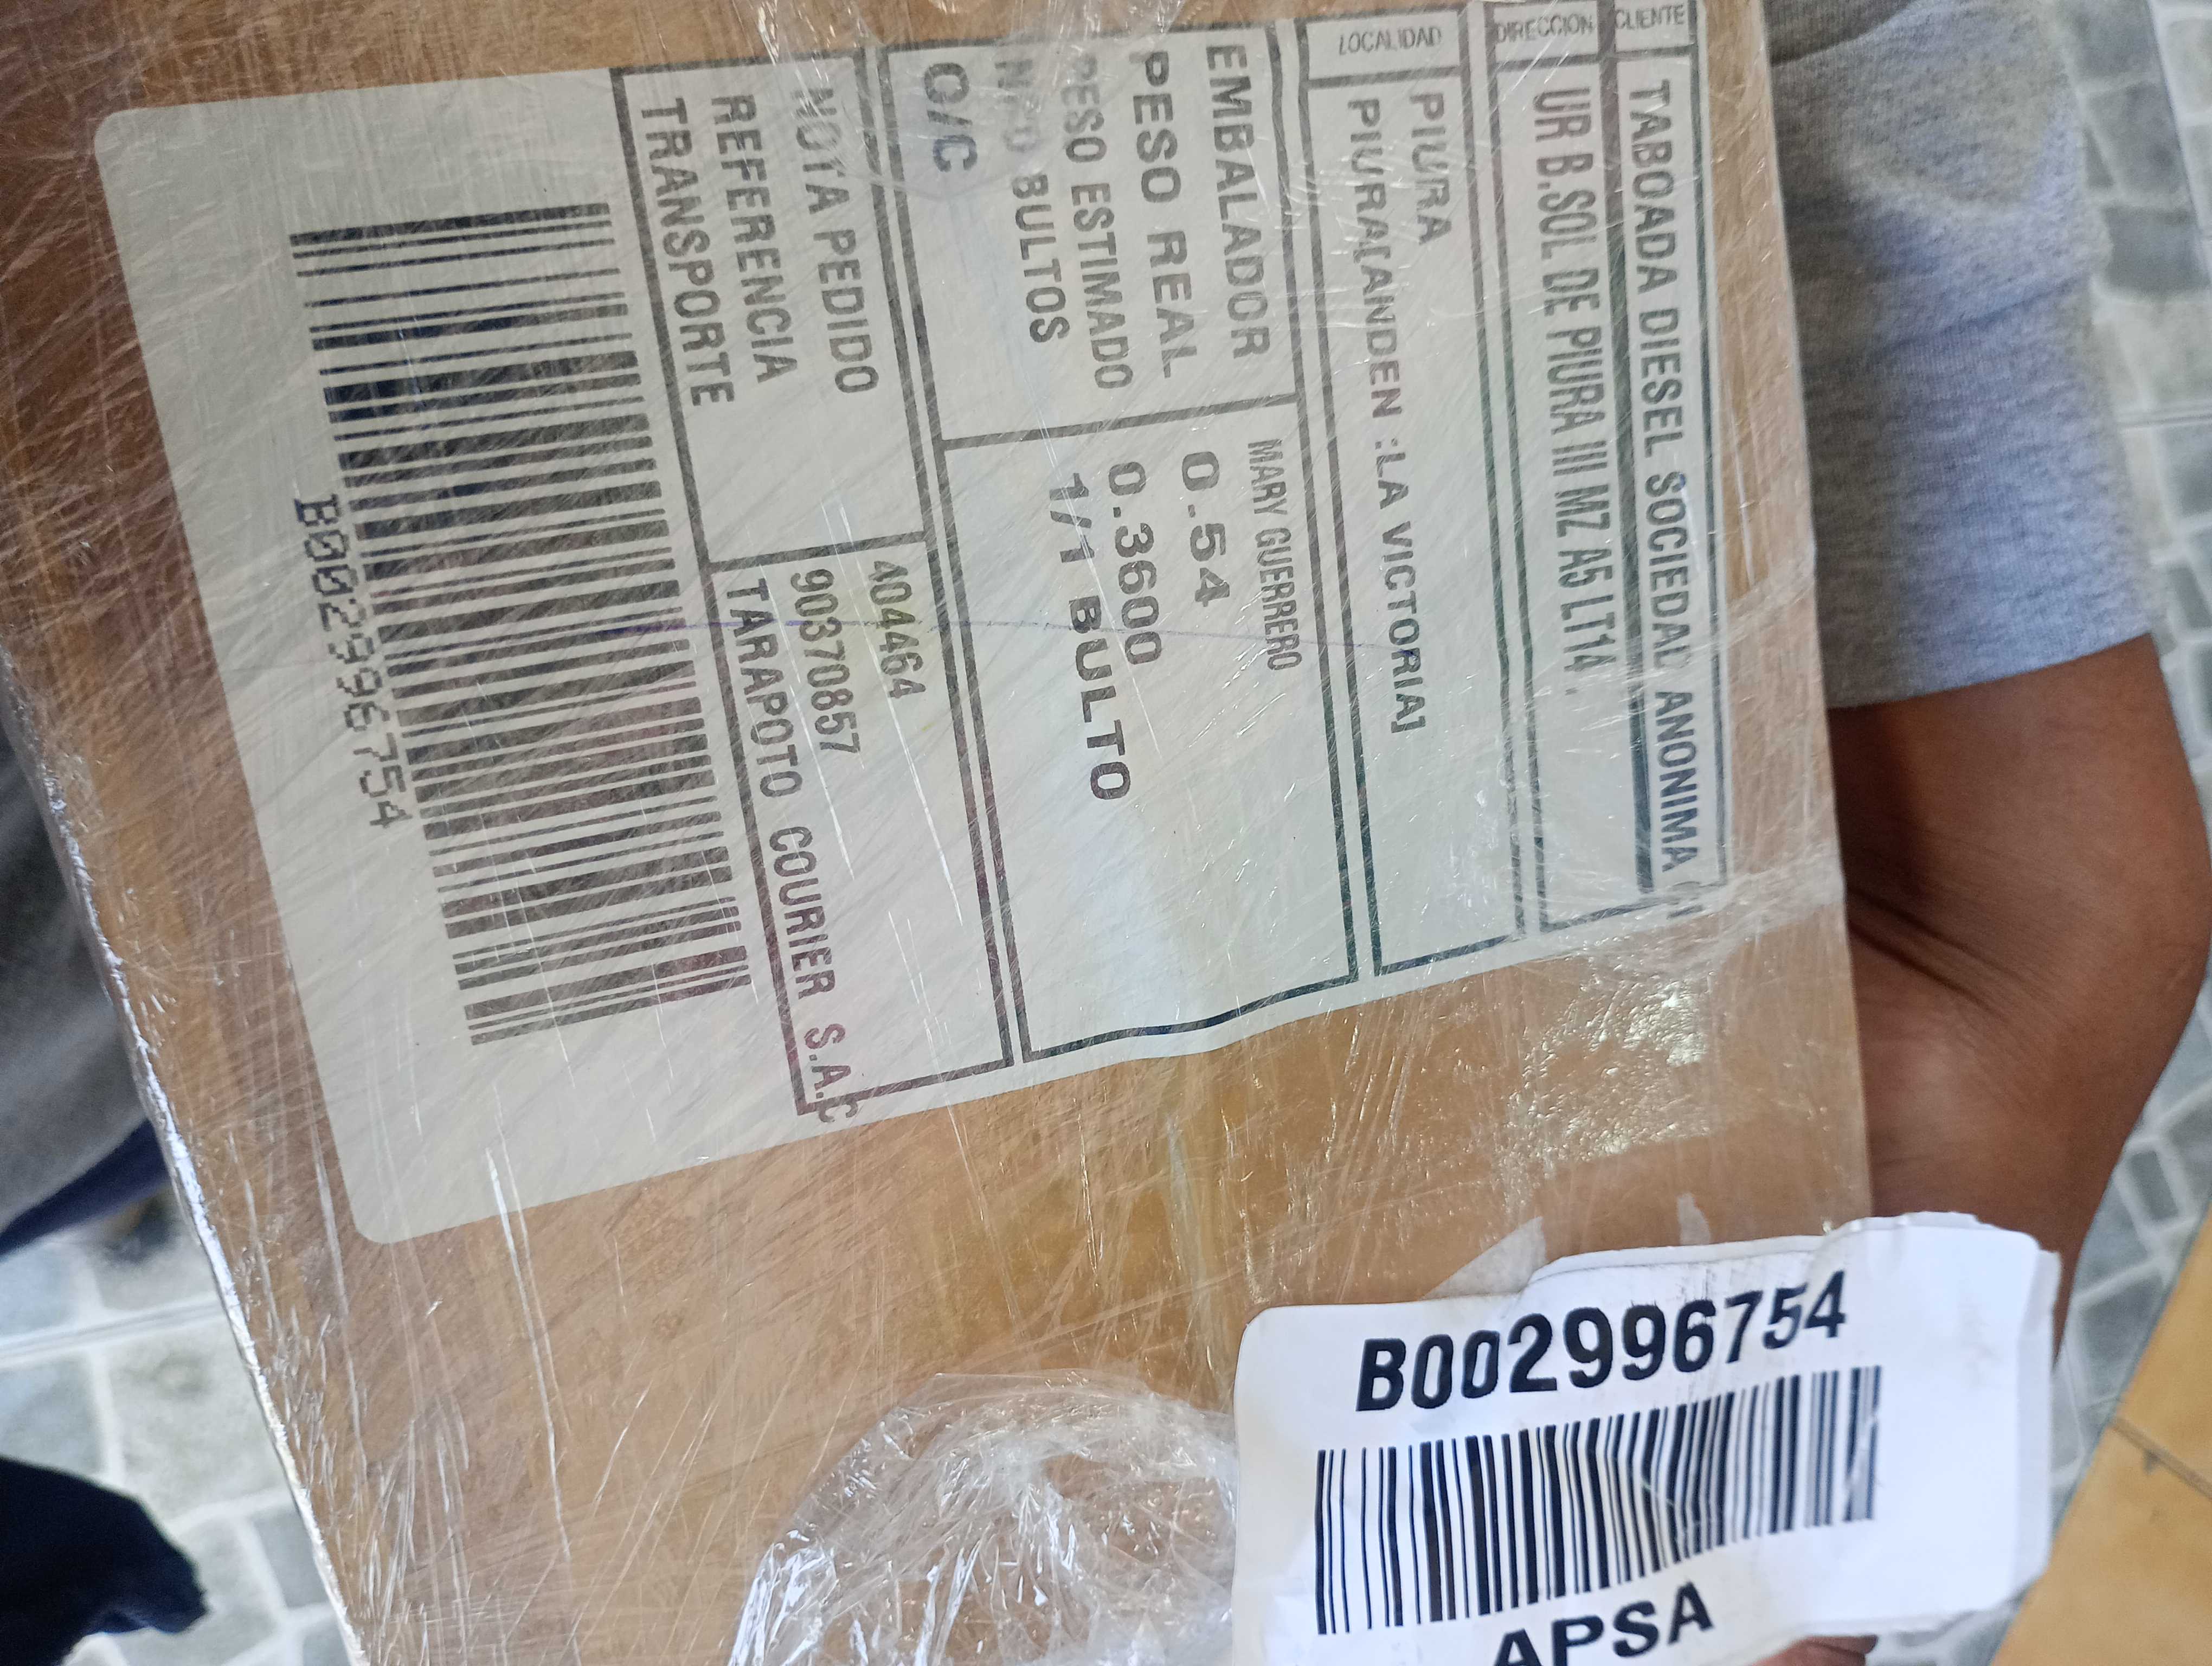 CLIENTE TABOADA DIESEL SOCIEDAD ANONIMA
DIRECCION UR B.SOL DE PIURA III MZ A5 LT14 .
LOCALIDAD PIURA
PIURA[ANDEN :LA VICTORIA]
EMBALADOR MARY GUERRERO
PESO REAL 0.54
PESO ESTIMADO 0.3600
NRO BULTOS 1/1 BULTO
O/C
NOTA PEDIDO 404464
REFERENCIA 90370857
TRANSPORTE TARAPOTO COURIER S.A.C
B002996754
B002996754
APSA